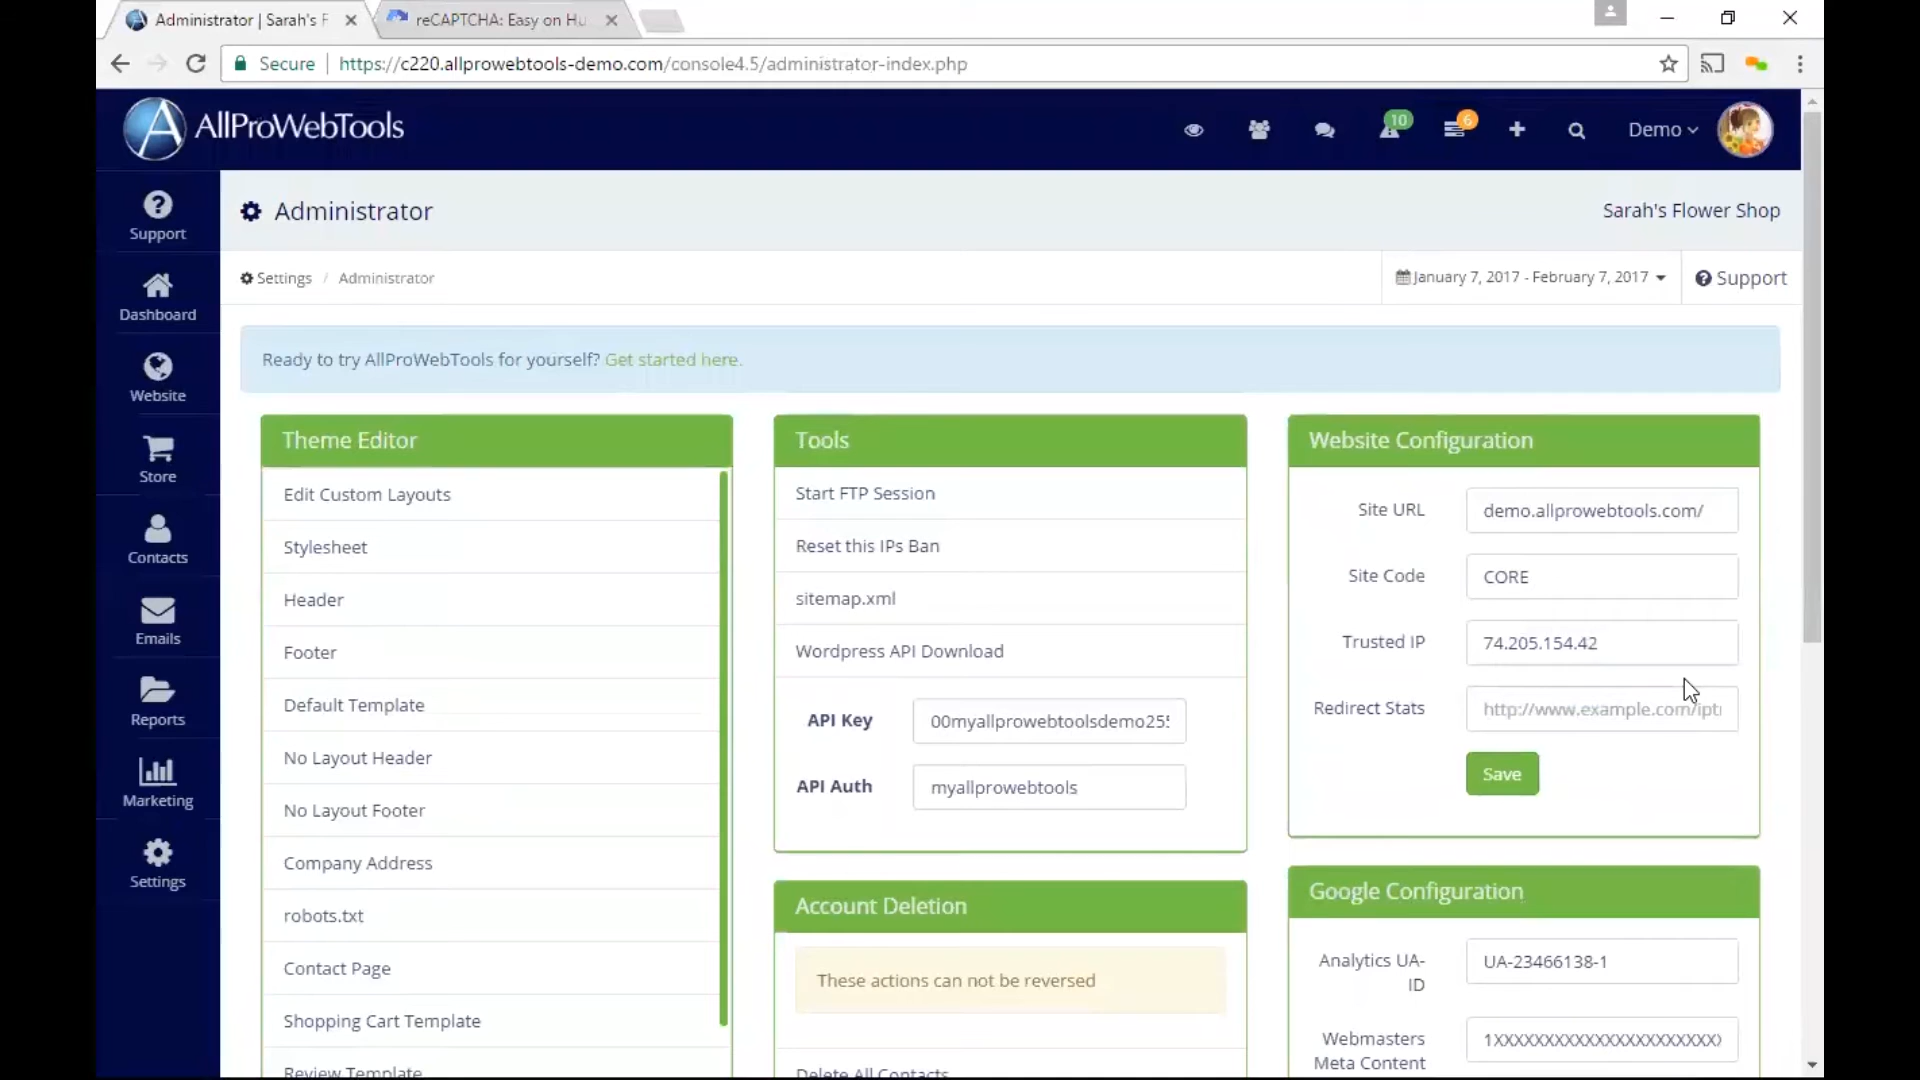 Administrator | Sarah's F
reCAPTCHA: Easy on Hu
Secure
https://c220.allprowebtools-demo.com/console4.5/administrator-index.php
AllProWebTools
10
6
Demo
Support
Dashboard
Website
Store
Contacts
Emails
Reports
Marketing
Settings
Administrator
Sarah's Flower Shop
Settings / Administrator
January 7, 2017 - February 7, 2017
Support
Ready to try AllProWebTools for yourself? Get started here.
Theme Editor
Edit Custom Layouts
Stylesheet
Header
Footer
Default Template
No Layout Header
No Layout Footer
Company Address
robots.txt
Contact Page
Shopping Cart Template
Review Template
Tools
Start FTP Session
Reset this IPs Ban
sitemap.xml
Wordpress API Download
API Key
00myallprowebtoolsdemo255
API Auth
myallprowebtools
Account Deletion
These actions can not be reversed
Delete All Contacts
Website Configuration
Site URL
demo.allprowebtools.com/
Site Code
CORE
Trusted IP
74.205.154.42
Redirect Stats
http://www.example.com/iptr
Save
Google Configuration
Analytics UA-
ID
UA-23466138-1
Webmasters
Meta Content
1XXXXXXXXXXXXXXXXXXXXXX